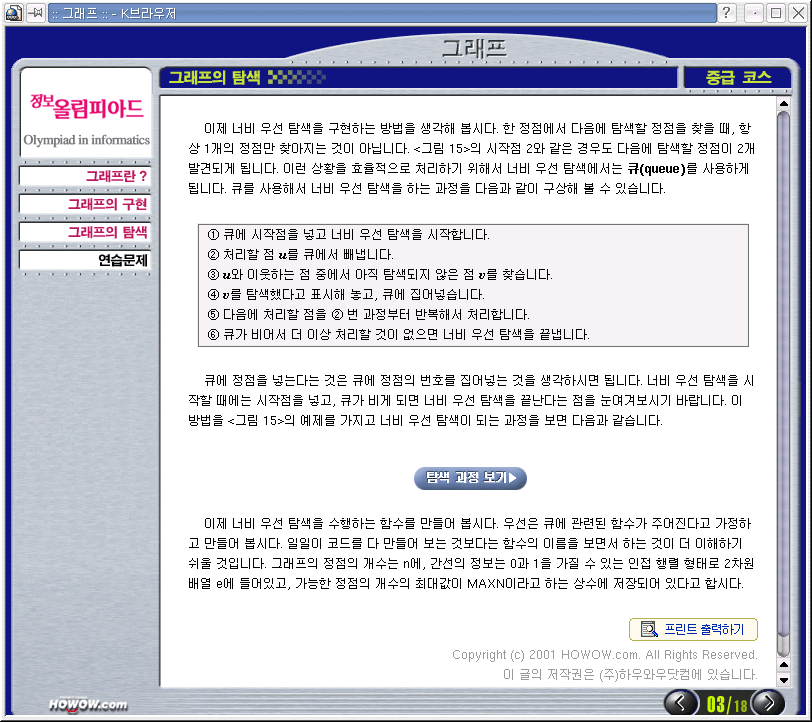 :: 그래프 :: - K브라우저
그래프
그래프의 탐색
중급 코스
정보올림피아드
Olympiad in informatics
그래프란 ?
그래프의 구현
그래프의 탐색
연습문제
이제 너비 우선 탐색을 구현하는 방법을 생각해 봅시다. 한 정점에서 다음에 탐색할 정점을 찾을 때, 항
상 1개의 정점만 찾아지는 것이 아닙니다. <그림 15>의 시작점 2와 같은 경우도 다음에 탐색할 정점이 2개
발견되게 됩니다. 이런 상황을 효율적으로 처리하기 위해서 너비 우선 탐색에서는 큐(queue)를 사용하게
됩니다. 큐를 사용해서 너비 우선 탐색을 하는 과정을 다음과 같이 구상해 볼 수 있습니다.
① 큐에 시작점을 넣고 너비 우선 탐색을 시작합니다.
② 처리할 점 u를 큐에서 빼냅니다.
③ u와 이웃하는 점 중에서 아직 탐색되지 않은 점 v를 찾습니다.
④ v를 탐색했다고 표시해 놓고, 큐에 집어넣습니다.
⑤ 다음에 처리할 점을 ② 번 과정부터 반복해서 처리합니다.
⑥ 큐가 비어서 더 이상 처리할 것이 없으면 너비 우선 탐색을 끝냅니다.
큐에 정점을 넣는다는 것은 큐에 정점의 번호를 집어넣는 것을 생각하시면 됩니다. 너비 우선 탐색을 시
작할 때에는 시작점을 넣고, 큐가 비게 되면 너비 우선 탐색을 끝난다는 점을 눈여겨보시기 바랍니다. 이
방법을 <그림 15>의 예제를 가지고 너비 우선 탐색이 되는 과정을 보면 다음과 같습니다.
탐색 과정 보기▶
이제 너비 우선 탐색을 수행하는 함수를 만들어 봅시다. 우선은 큐에 관련된 함수가 주어진다고 가정하
고 만들어 봅시다. 일일이 코드를 다 만들어 보는 것보다는 함수의 이름을 보면서 하는 것이 더 이해하기
쉬울 것입니다. 그래프의 정점의 개수는 n에, 간선의 정보는 0과 1을 가질 수 있는 인접 행렬 형태로 2차원
배열 e에 들어있고, 가능한 정점의 개수의 최대값이 MAXN이라고 하는 상수에 저장되어 있다고 합시다.
프린트 출력하기
Copyright (c) 2001 HOWOW.com. All Rights Reserved.
이 글의 저작권은 (주)하우와우닷컴에 있습니다.
HOWOW.com
03/18